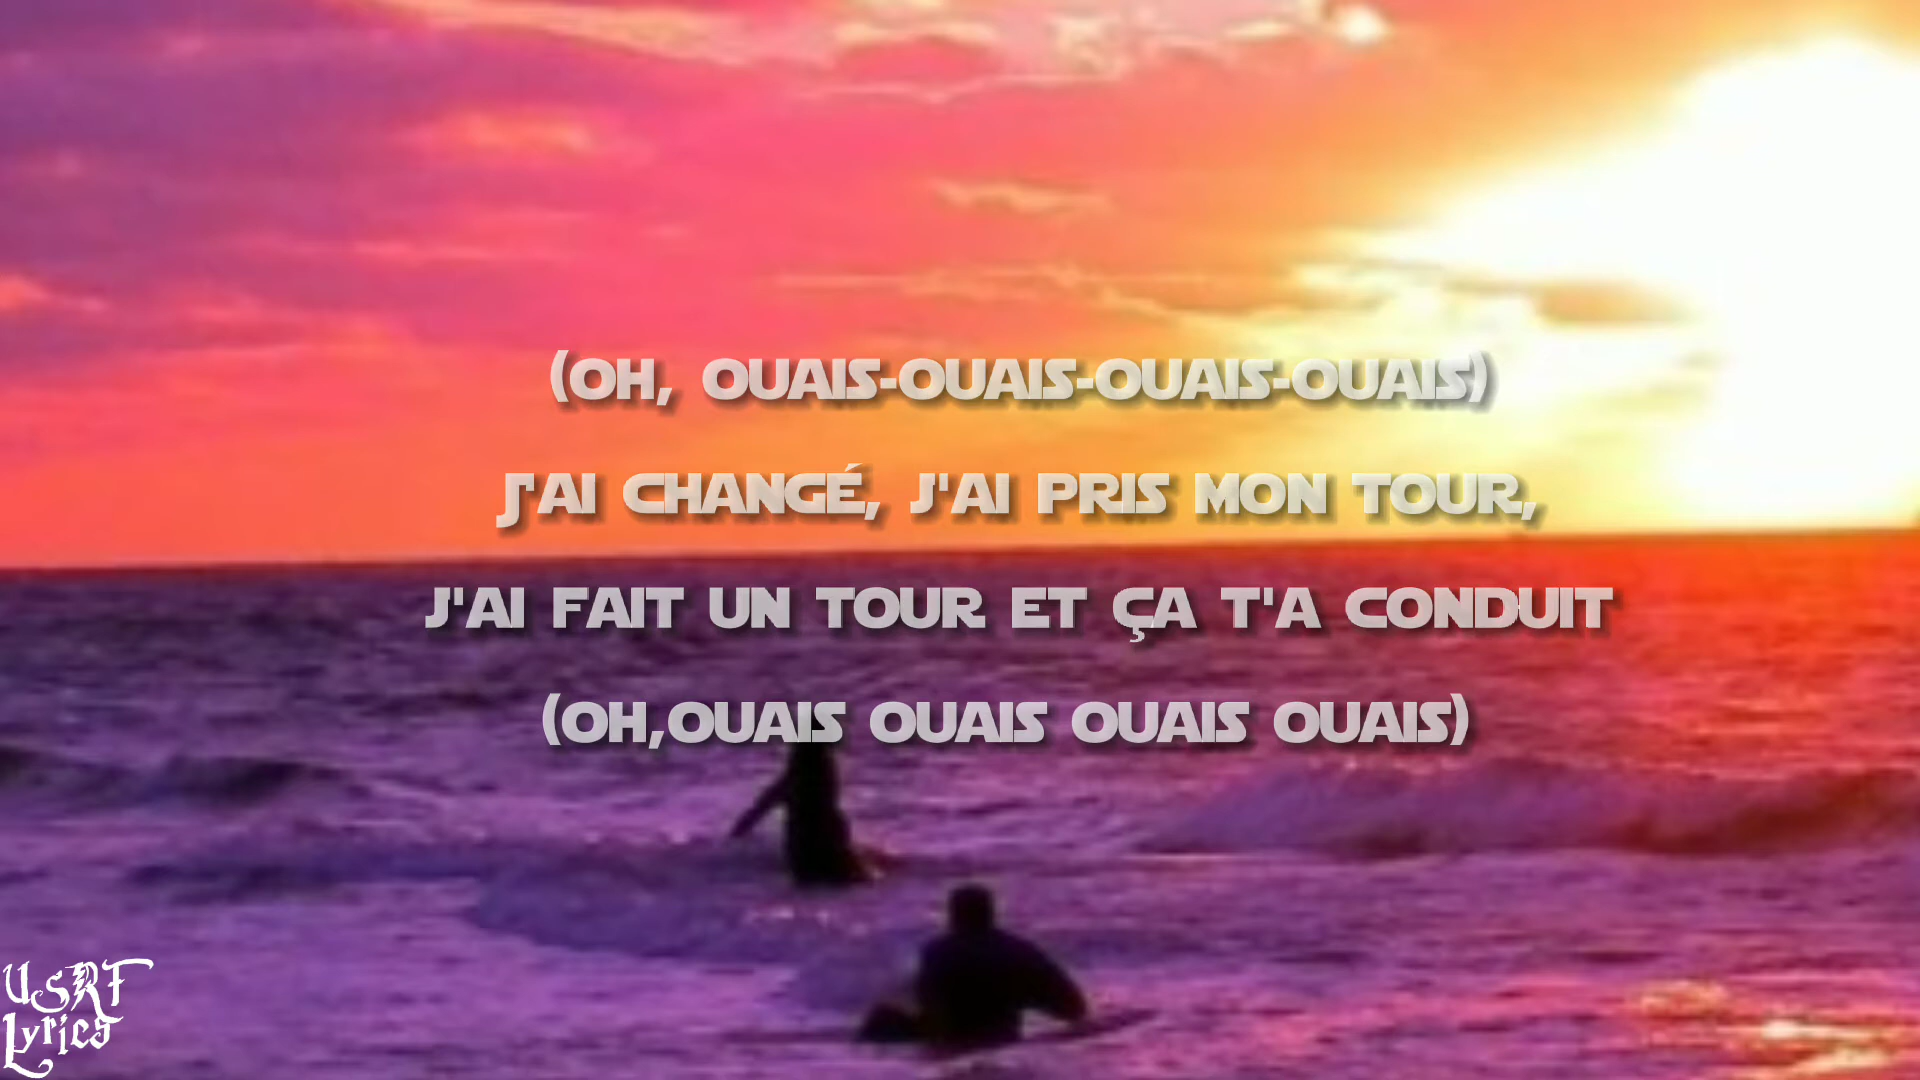 (OH, OUAIS-OUAIS-OUAIS-OUAIS)
J'AI CHANGÉ, J'AI PRIS MON TOUR,
J'AI FAIT UN TOUR ET ÇA T'A CONDUIT
(OH,OUAIS OUAIS OUAIS OUAIS)
USRF
Lyrics